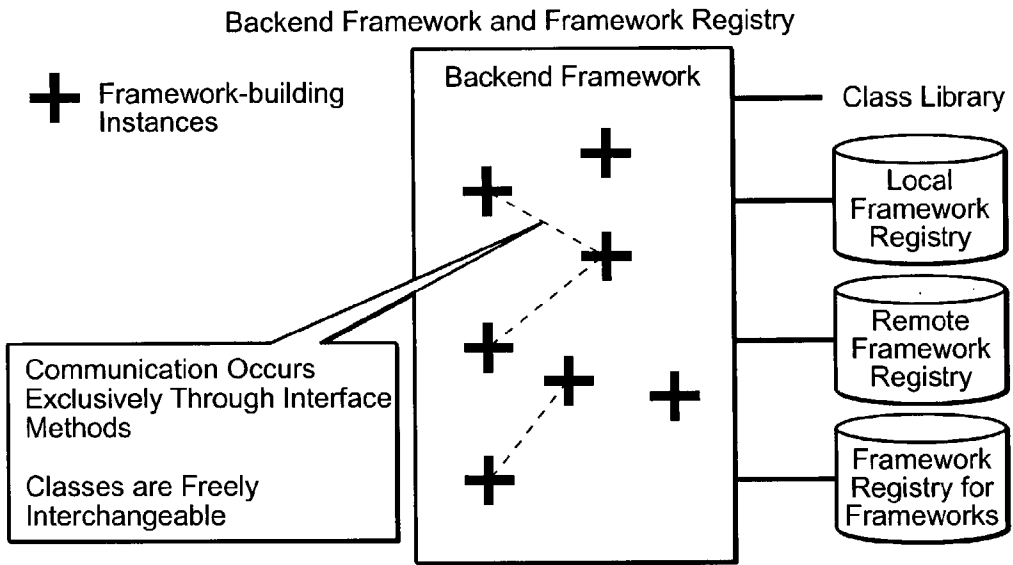 Backend Framework and Framework Registry
Framework-building
Instances
Backend Framework
Class Library
Local
Framework
Registry
Remote
Framework
Registry
Framework
Registry for
Frameworks
Communication Occurs
Exclusively Through Interface
Methods
Classes are Freely
Interchangeable